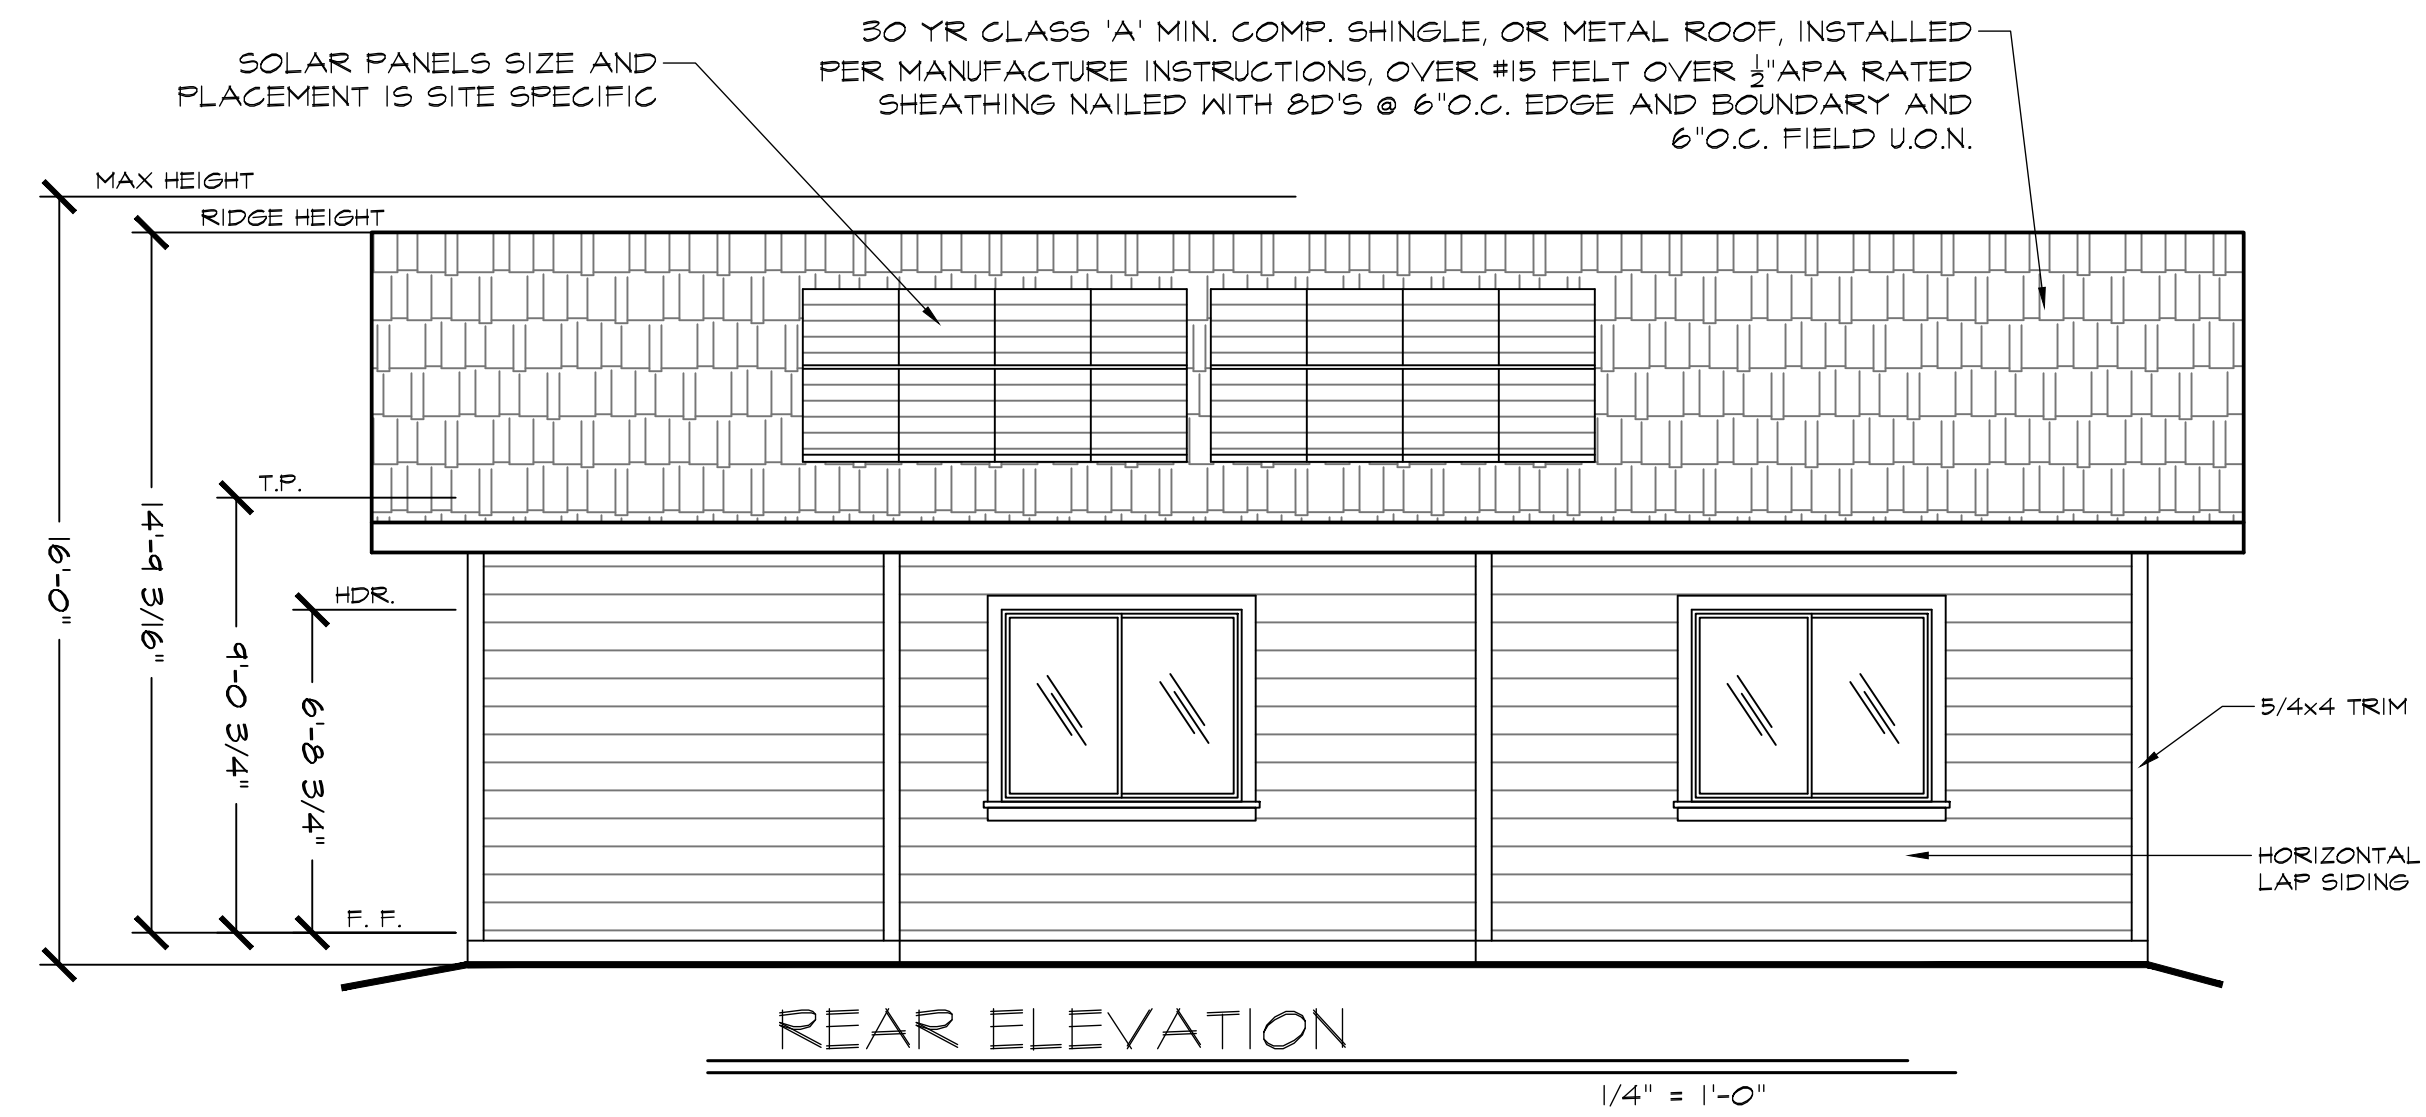 30 YR CLASS 'A' MIN. COMP. SHINGLE, OR METAL ROOF, INSTALLED
PER MANUFACTURE INSTRUCTIONS, OVER #15 FELT OVER 1/2" APA RATED
SHEATHING NAILED WITH 8D'S @ 6"O.C. EDGE AND BOUNDARY AND
6"O.C. FIELD U.O.N.
SOLAR PANELS SIZE AND
PLACEMENT IS SITE SPECIFIC
MAX HEIGHT
RIDGE HEIGHT
T.P.
HDR.
F. F.
16'-0"
14'-9 3/16"
9'-0 3/4"
6'-8 3/4"
5/4x4 TRIM
HORIZONTAL
LAP SIDING
REAR ELEVATION
1/4" = 1'-0"